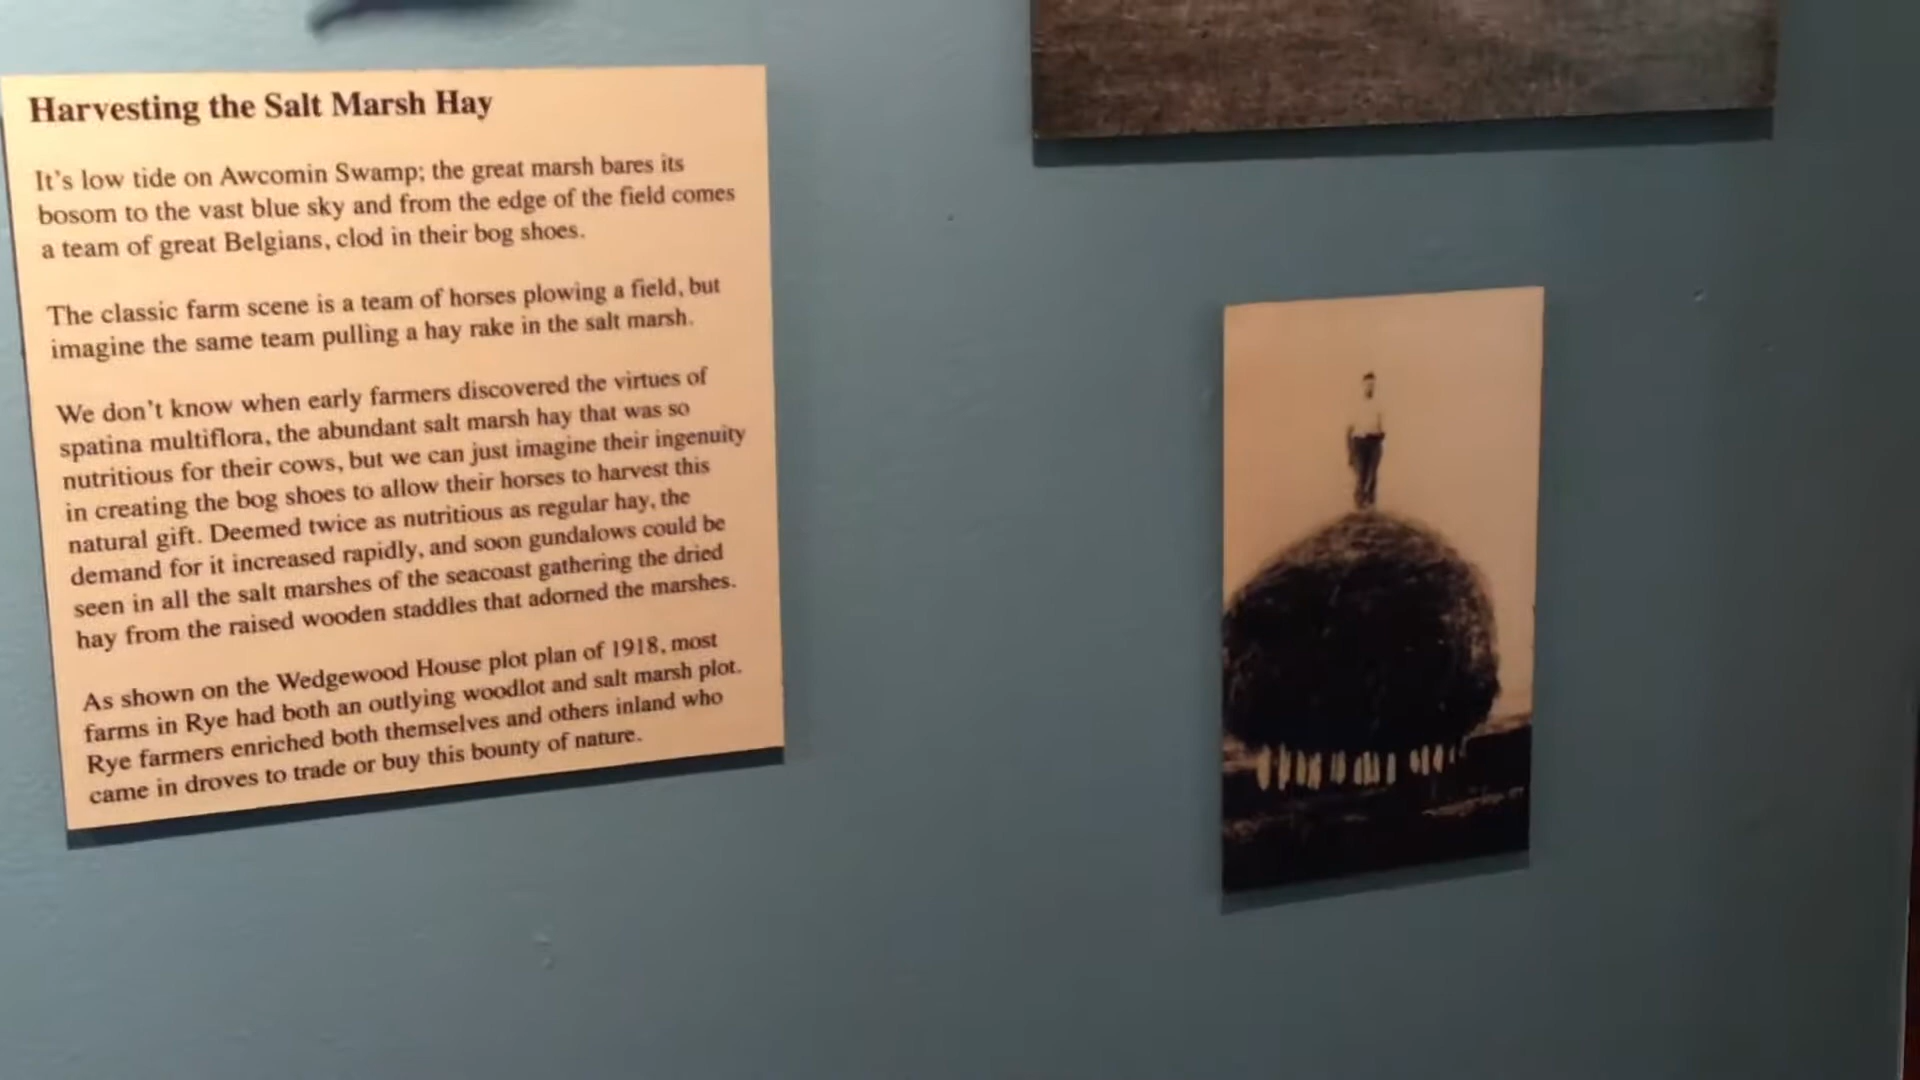 Harvesting the Salt Marsh Hay
It's low tide on Awcomin Swamp; the great marsh bares its
bosom to the vast blue sky and from the edge of the field comes
a team of great Belgians, clod in their bog shoes.
The classic farm scene is a team of horses plowing a field, but
imagine the same team pulling a hay rake in the salt marsh.
We don't know when early farmers discovered the virtues of
spatina multiflora, the abundant salt marsh hay that was so
nutritious for their cows, but we can just imagine their ingenuity
in creating the bog shoes to allow their horses to harvest this
natural gift. Deemed twice as nutritious as regular hay, the
demand for it increased rapidly, and soon gundalows could be
seen in all the salt marshes of the seacoast gathering the dried
hay from the raised wooden staddles that adorned the marshes.
As shown on the Wedgewood House plot plan of 1918, most
farms in Rye had both an outlying woodlot and salt marsh plot.
Rye farmers enriched both themselves and others inland who
came in droves to trade or buy this bounty of nature.